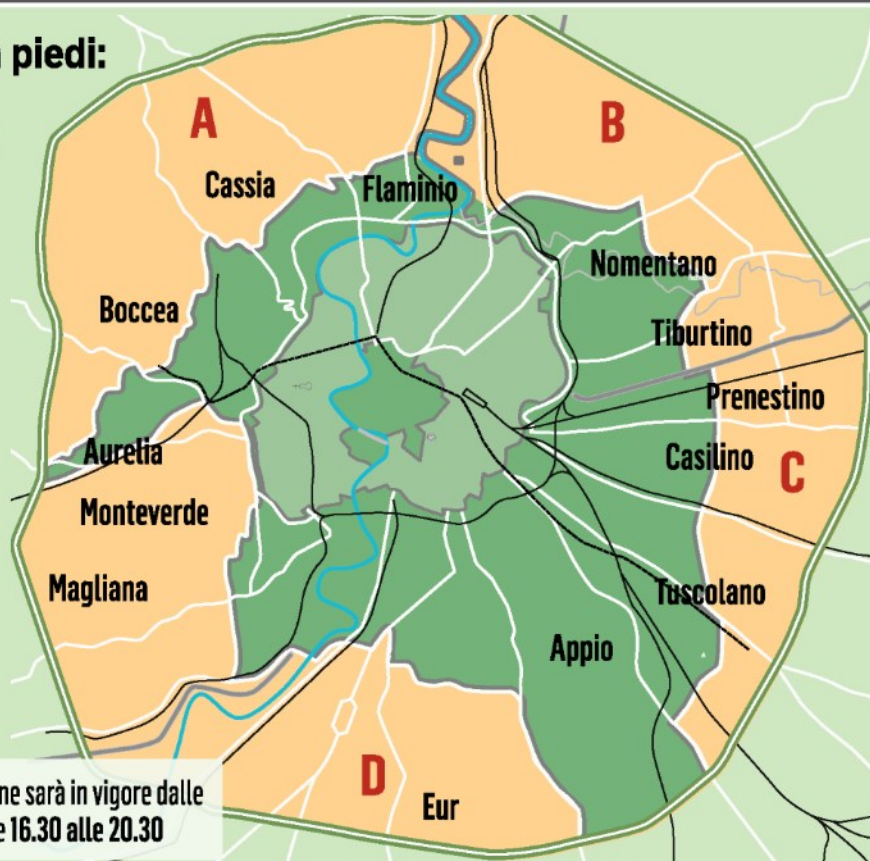 piedi:
A
B
Cassia
Flaminio
Nomentano
Boccea
Tiburtino
Prenestino
Aurelia
Casilino
C
Monteverde
Magliana
Tuscolano
Appio
D
Eur
ne sarà in vigore dalle
e 16.30 alle 20.30